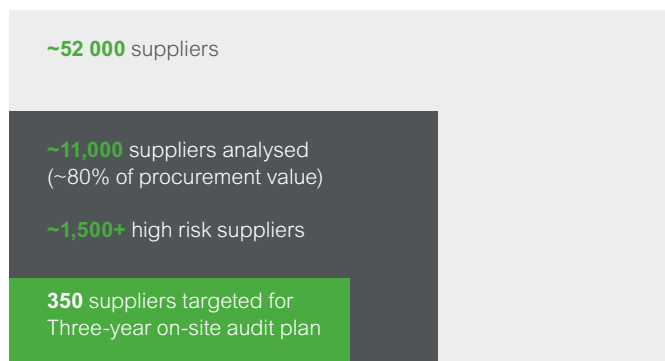 ~52 000 suppliers
~11,000 suppliers analysed
(~80% of procurement value)
~1,500+ high risk suppliers
350 suppliers targeted for
Three-year on-site audit plan